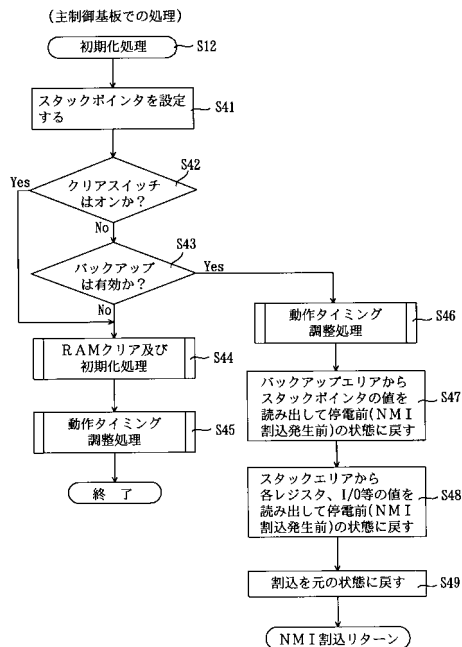 (主制御基板での処理)
初期化処理
S12
スタックポインタを設定
する
S41
S42
Yes
クリアスイッチ
はオンか?
No
S43
バックアップ
は有効か?
Yes
No
RAMクリア及び
初期化処理
S44
動作タイミング
調整処理
S45
終 了
動作タイミング
調整処理
S46
バックアップエリアから
スタックポインタの値を
読み出して停電前(NMI
割込発生前)の状態に戻す
S47
スタックエリアから
各レジスタ、I/O等の値を
読み出して停電前(NMI
割込発生前)の状態に戻す
S48
割込を元の状態に戻す
S49
NMI割込リターン